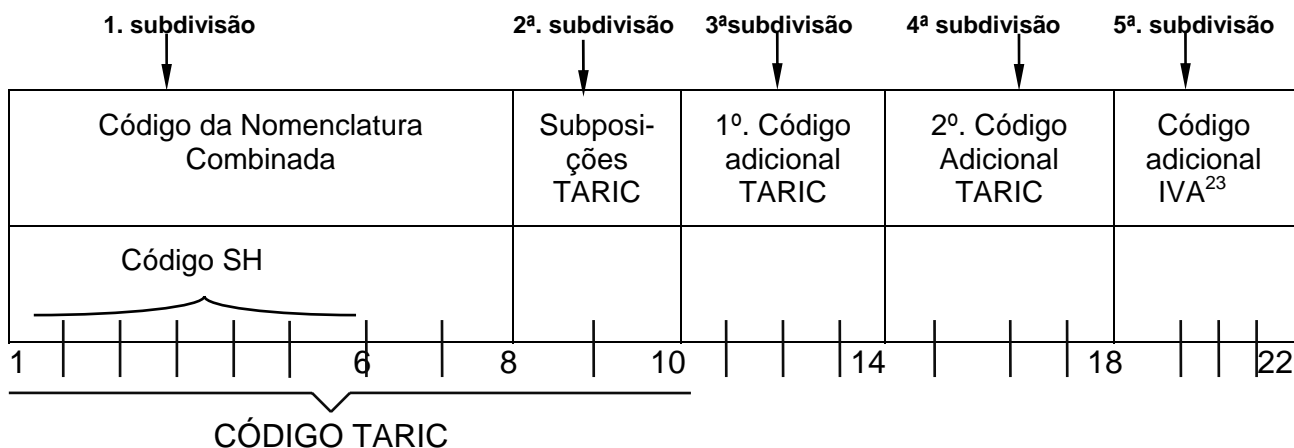 1. subdivisão 2ª. subdivisão 3ªsubdivisão 4ª subdivisão 5ª. subdivisão
Código da Nomenclatura
Combinada
Subposi-
ções
TARIC
1º. Código
adicional
TARIC
2º. Código
Adicional
TARIC
Código
adicional
IVA23
Código SH
1 6 8 10 14 18 22
CÓDIGO TARIC